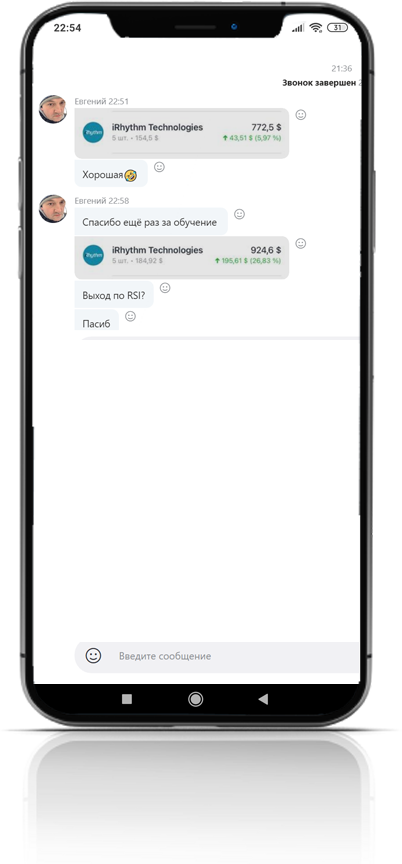 22:54
31
21:36
Звонок завершен
Евгений 22:51
iRhythm Technologies 772,5 $
iRhythm 5 шт. • 154,5 $ 43,51 $ (5,97 %)
Хорошая
Евгений 22:58
Спасибо ещё раз за обучение
iRhythm Technologies 924,6 $
iRhythm 5 шт. • 184,92 $ 195,61 $ (26,83 %)
Выход по RSI?
Пасиб
Введите сообщение